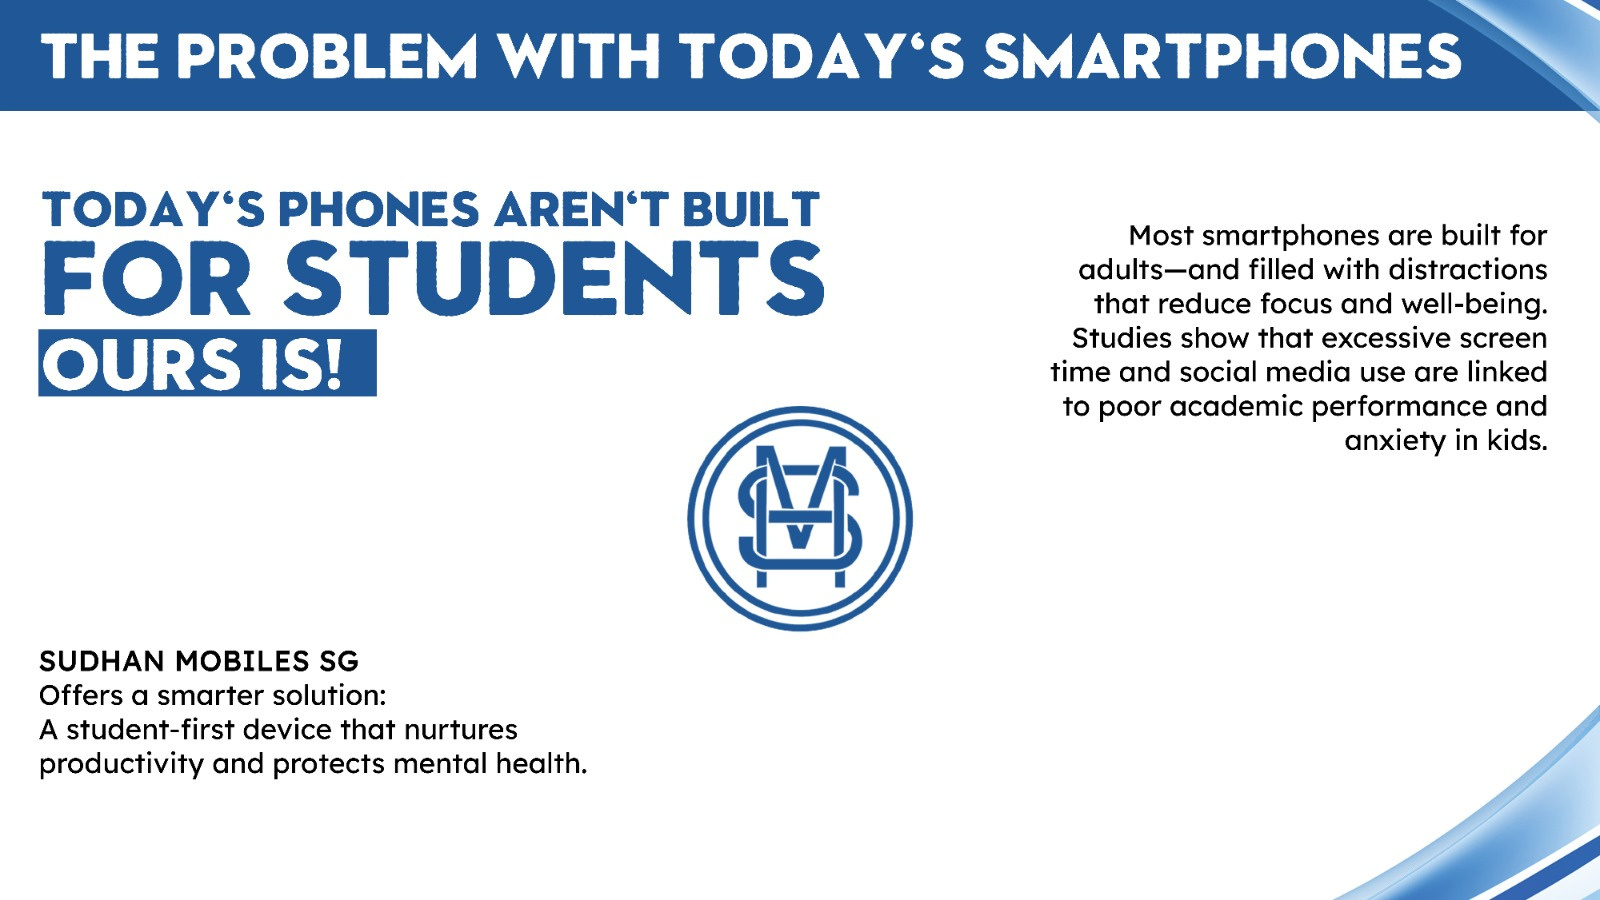 THE PROBLEM WITH TODAY‘S SMARTPHONES
TODAY‘S PHONES AREN‘T BUILT
FOR STUDENTS
OURS IS!
Most smartphones are built for
adults—and filled with distractions
that reduce focus and well-being.
Studies show that excessive screen
time and social media use are linked
to poor academic performance and
anxiety in kids.
SUDHAN MOBILES SG
Offers a smarter solution:
A student-first device that nurtures
productivity and protects mental health.